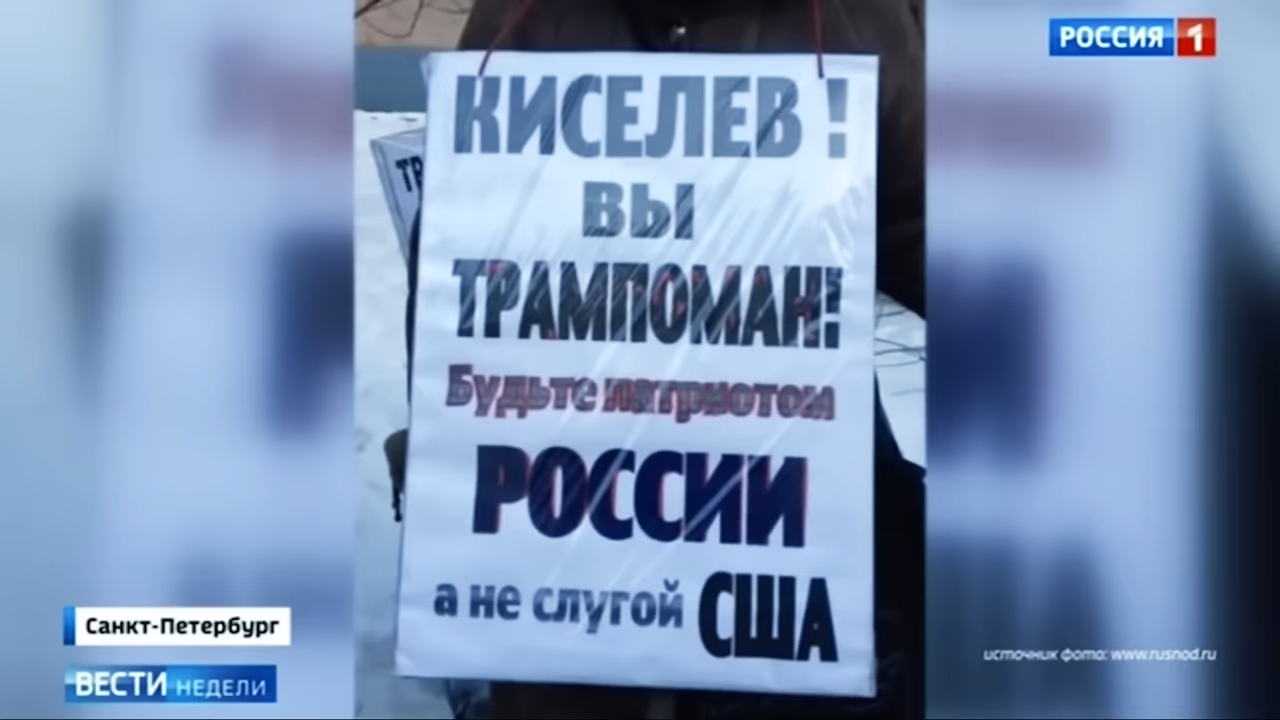 РОССИЯ 1
КИСЕЛЕВ !
ВЫ
ТРАМПОМАН!
Будьте патриотом
РОССИИ
а не слугой США
ТР
Санкт-Петербург
ВЕСТИ НЕДЕЛИ
источник фото: www.rusnod.ru